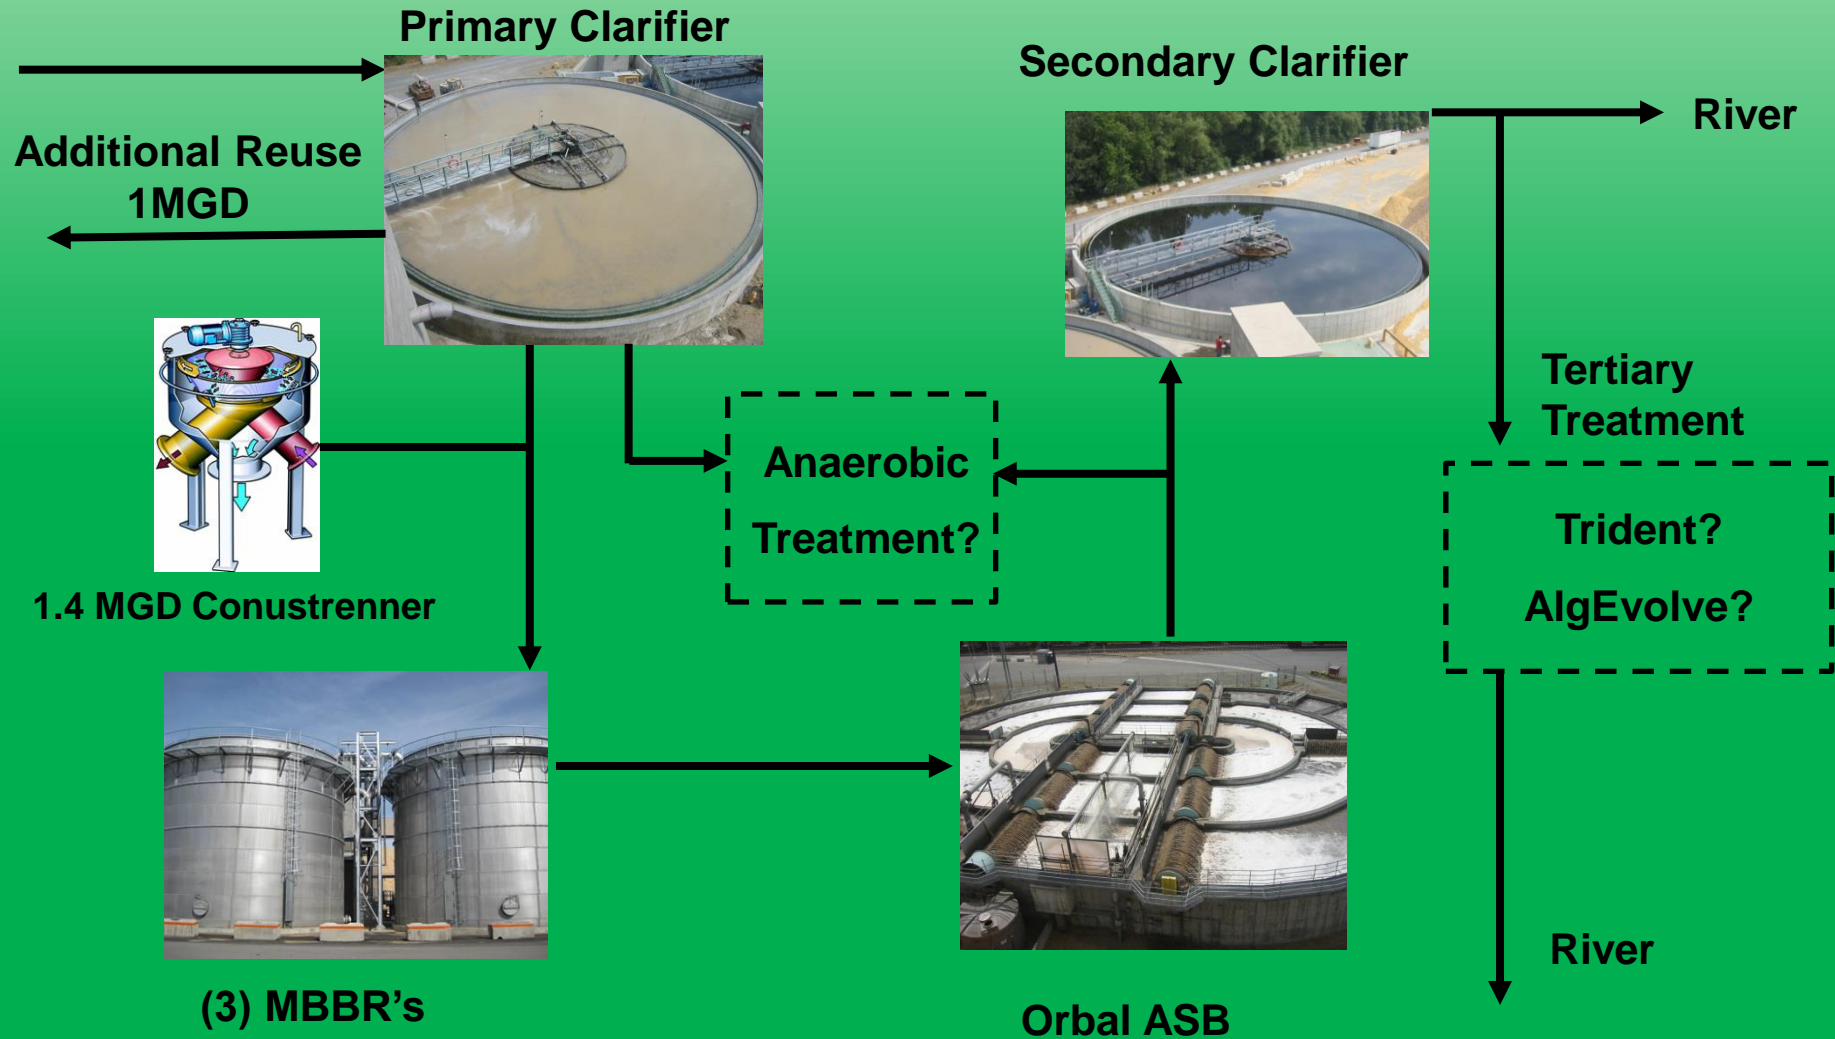 Primary Clarifier
Secondary Clarifier
River
Additional Reuse
1MGD
Tertiary
Treatment
Anaerobic
Treatment?
Trident?
AlgEvolve?
1.4 MGD Conustrenner
River
(3) MBBR’s
Orbal ASB